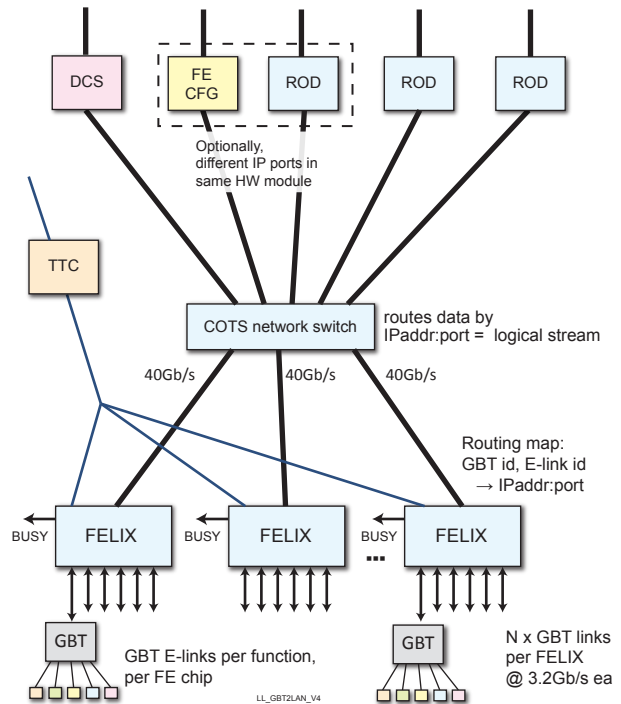 DCS
FE
CFG
ROD
ROD
ROD
Optionally,
different IP ports in
same HW module
TTC
COTS network switch
routes data by
IPaddr:port = logical stream
40Gb/s
40Gb/s
40Gb/s
Routing map:
GBT id, E-link id
→ IPaddr:port
BUSY
FELIX
BUSY
FELIX
BUSY
...
FELIX
GBT
GBT E-links per function,
per FE chip
GBT
N x GBT links
per FELIX
@ 3.2Gb/s ea
LL_GBT2LAN_V4